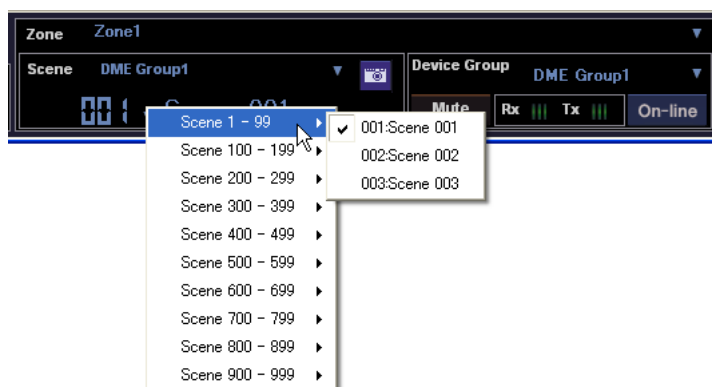 Zone Zone1
Scene DME Group1 Device Group DME Group1
001
Mute Rx Tx On-line
Scene 1 - 99
Scene 100 - 199
Scene 200 - 299
Scene 300 - 399
Scene 400 - 499
Scene 500 - 599
Scene 600 - 699
Scene 700 - 799
Scene 800 - 899
Scene 900 - 999
001:Scene 001
002:Scene 002
003:Scene 003